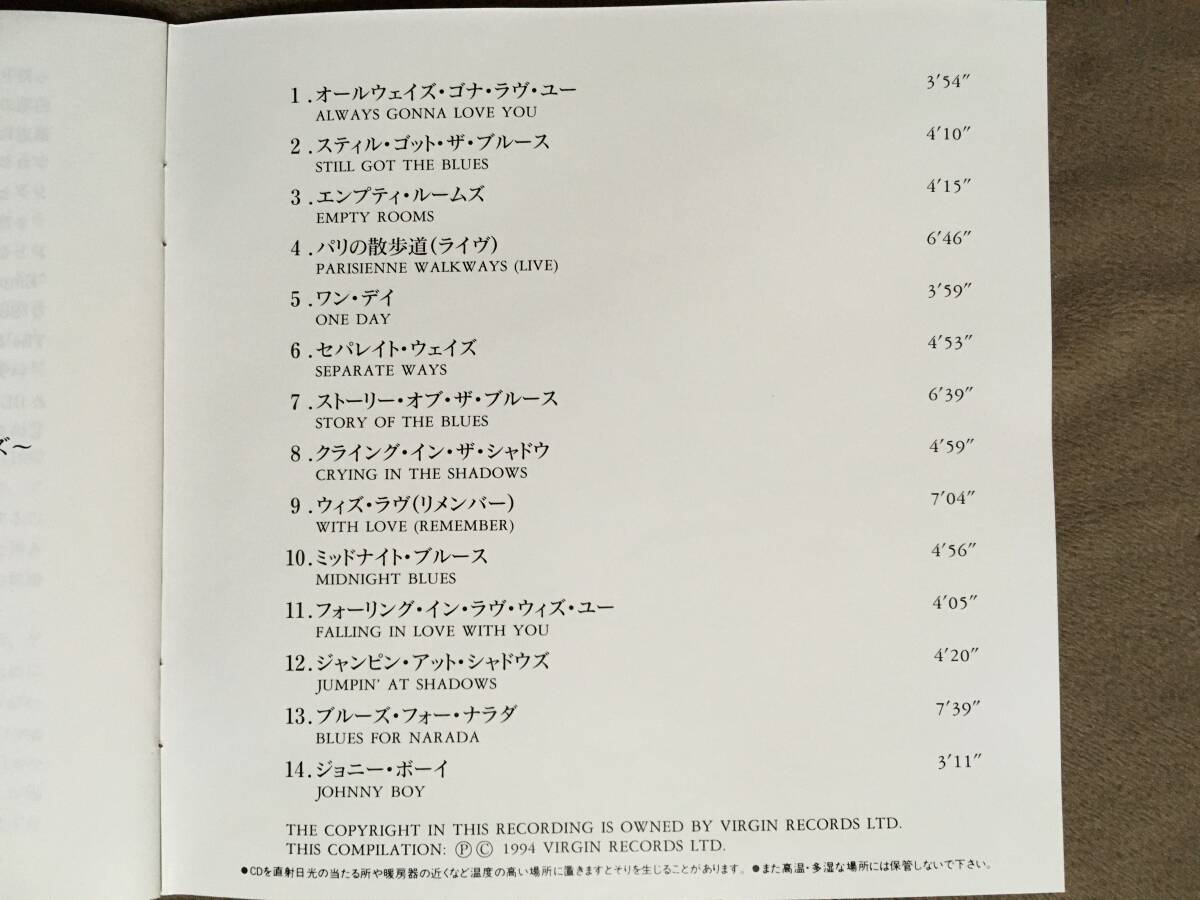 1.オールウェイズ・ゴナ・ラヴ・ユー 3′54″
ALWAYS GONNA LOVE YOU
2.スティル・ゴット・ザ・ブルース 4′10″
STILL GOT THE BLUES
3.エンプティ・ルームズ 4′15″
EMPTY ROOMS
4.パリの散歩道(ライヴ) 6′46″
PARISIENNE WALKWAYS (LIVE)
5.ワン・デイ 3′59″
ONE DAY
6.セパレイト・ウェイズ 4′53″
SEPARATE WAYS
7.ストーリー・オブ・ザ・ブルース 6′39″
STORY OF THE BLUES
8.クライング・イン・ザ・シャドウ 4′59″
CRYING IN THE SHADOWS
9.ウィズ・ラヴ(リメンバー) 7′04″
WITH LOVE (REMEMBER)
10.ミッドナイト・ブルース 4′56″
MIDNIGHT BLUES
11.フォーリング・イン・ラヴ・ウィズ・ユー 4′05″
FALLING IN LOVE WITH YOU
12.ジャンピン・アット・シャドウズ 4′20″
JUMPIN' AT SHADOWS
13.ブルーズ・フォー・ナラダ 7′39″
BLUES FOR NARADA
14.ジョニー・ボーイ 3′11″
JOHNNY BOY
THE COPYRIGHT IN THIS RECORDING IS OWNED BY VIRGIN RECORDS LTD.
THIS COMPILATION: ℗© 1994 VIRGIN RECORDS LTD.
●CDを直射日光の当たる所や暖房器の近くなど温度の高い場所に置きますとそりを生じることがあります。●また高温・多湿な場所には保管しないで下さい。
ズ〜